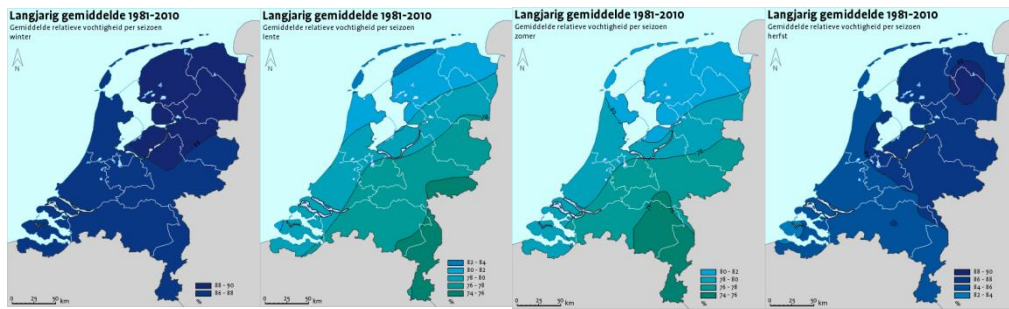 Langjarig gemiddelde 1981-2010
Gemiddelde relatieve vochtigheid per seizoen
winter
N
88 - 90
86 - 88
%
0 25 50 km
Langjarig gemiddelde 1981-2010
Gemiddelde relatieve vochtigheid per seizoen
lente
N
82 - 84
80 - 82
78 - 80
76 - 78
74 - 76
%
0 25 50 km
Langjarig gemiddelde 1981-2010
Gemiddelde relatieve vochtigheid per seizoen
zomer
N
80 - 82
78 - 80
76 - 78
74 - 76
%
0 25 50 km
Langjarig gemiddelde 1981-2010
Gemiddelde relatieve vochtigheid per seizoen
herfst
N
88 - 90
86 - 88
84 - 86
82 - 84
%
0 25 50 km